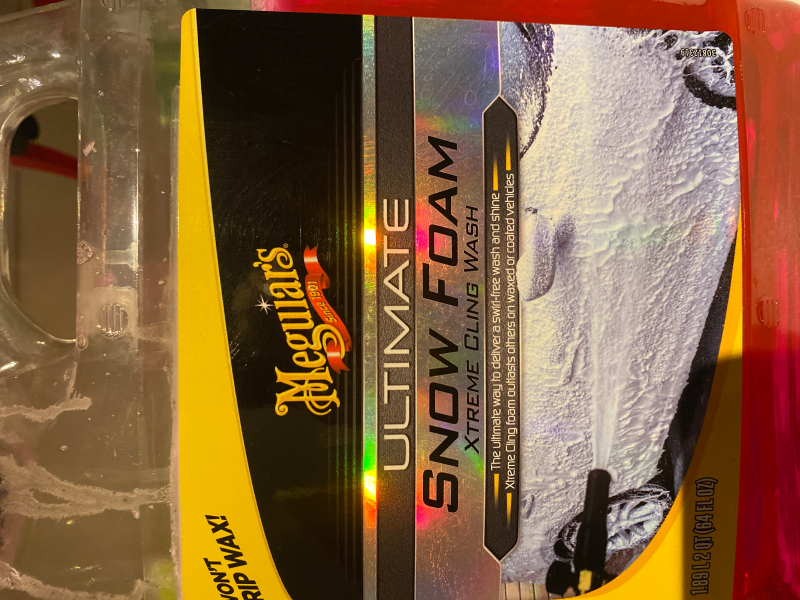 WON'T
RIP WAX!
Meguiar's
Since 1901
ULTIMATE
SNOW FOAM
XTREME CLING WASH
The ultimate way to deliver a swirl-free wash and shine
Xtreme Cling foam outlasts others on waxed or coated vehicles
1.89 L 2 QT (64 FL OZ)